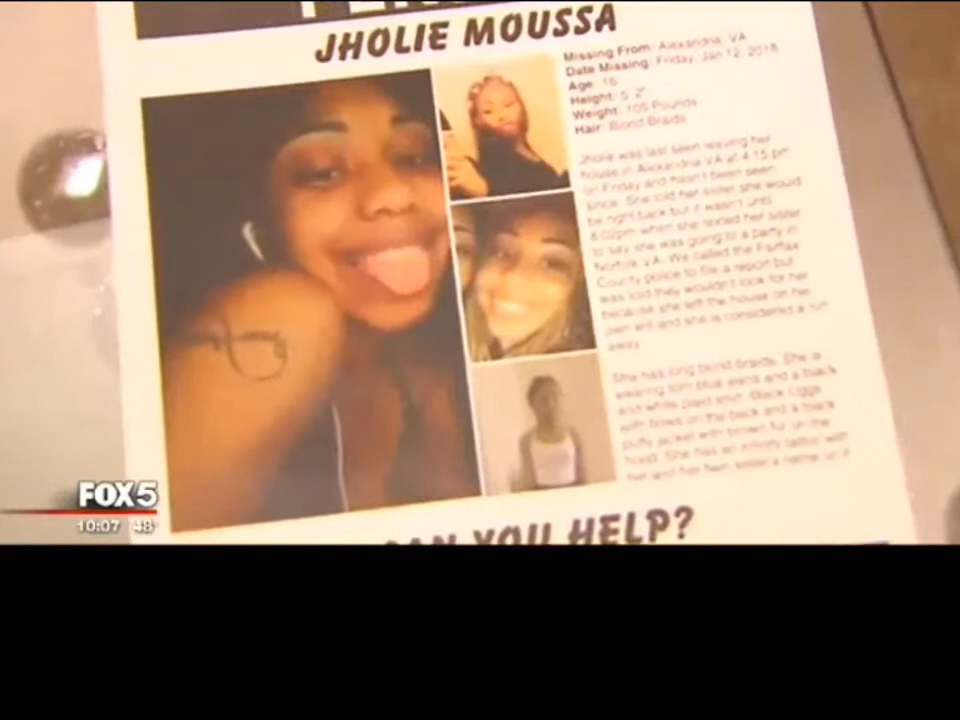 JHOLIE MOUSSA
Missing From: Alexandria, VA
Date Missing: Friday, Jan 12, 2018
Age: 16
Height: 5' 2"
Weight: 105 Pounds
Hair: Blond Braids
Jholie was last seen leaving her
house in Alexandria VA at 4:15 pm
on Friday and hasn't been seen
since. She told her sister she would
be right back but it wasn't until
8:02pm when she texted her sister
to say she was going to a party in
Norfolk VA. We called the Fairfax
County police to file a report but
was told they wouldn't look for her
because she left the house on her
own will and she is considered a run
away.
She has long blond braids. She is
wearing torn blue jeans and a black
and white plaid shirt. Black Uggs
with bows on the back and a black
puffy jacket with brown fur on the
hood. She has an infinity tattoo with
her and her twin sister's name on it
CAN YOU HELP?
FOX 5
10:07 48°